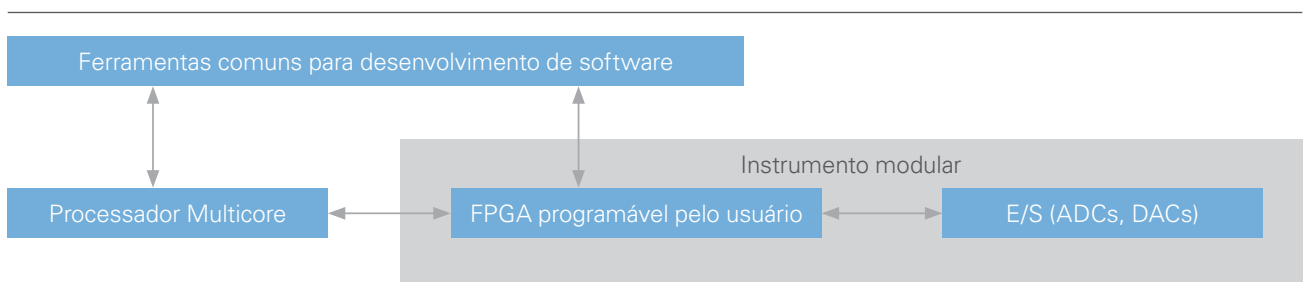 Ferramentas comuns para desenvolvimento de software
Instrumento modular
Processador Multicore
FPGA programável pelo usuário
E/S (ADCs, DACs)